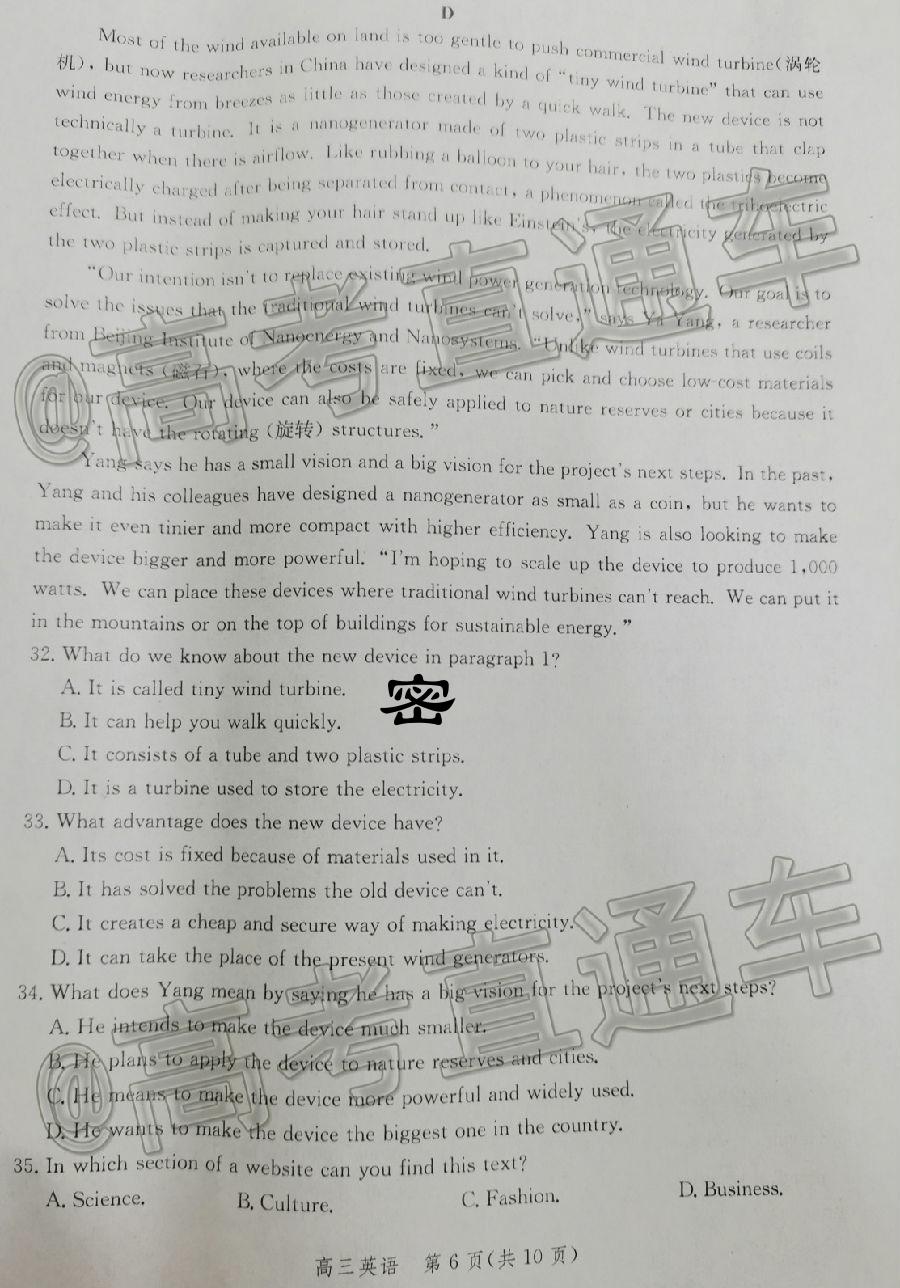 D
Most of the wind available on land is too gentle to push commercial wind turbine(涡轮
机), but now researchers in China have designed a kind of "tiny wind turbine" that can use
wind energy from breezes as little as those created by a quick walk. The new device is not
technically a turbine. It is a nanogenerator made of two plastic strips in a tube that clap
together when there is airflow. Like rubbing a balloon to your hair, the two plastics become
electrically charged after being separated from contact, a phenomenon called the triboelectric
effect. But instead of making your hair stand up like Einstein's, the electricity generated by
the two plastic strips is captured and stored.
"Our intention isn't to replace existing wind power generation technology. Our goal is to
solve the issues that the traditional wind turbines can't solve," says Ya Yang, a researcher
from Beijing Institute of Nanoenergy and Nanosystems. "Unlike wind turbines that use coils
and magnets (磁石), where the costs are fixed, we can pick and choose low-cost materials
for our device. Our device can also be safely applied to nature reserves or cities because it
doesn't have the rotating (旋转) structures."
Yang says he has a small vision and a big vision for the project's next steps. In the past,
Yang and his colleagues have designed a nanogenerator as small as a coin, but he wants to
make it even tinier and more compact with higher efficiency. Yang is also looking to make
the device bigger and more powerful. "I'm hoping to scale up the device to produce 1,000
watts. We can place these devices where traditional wind turbines can't reach. We can put it
in the mountains or on the top of buildings for sustainable energy."
32. What do we know about the new device in paragraph 1?
A. It is called tiny wind turbine.
密
B. It can help you walk quickly.
C. It consists of a tube and two plastic strips.
D. It is a turbine used to store the electricity.
33. What advantage does the new device have?
A. Its cost is fixed because of materials used in it.
B. It has solved the problems the old device can't.
C. It creates a cheap and secure way of making electricity.
D. It can take the place of the present wind generators.
34. What does Yang mean by saying he has a big vision for the project's next steps?
A. He intends to make the device much smaller.
B. He plans to apply the device to nature reserves and cities.
C. He means to make the device more powerful and widely used.
D. He wants to make the device the biggest one in the country.
35. In which section of a website can you find this text?
A. Science. B. Culture. C. Fashion. D. Business.
高三英语 第6页(共10页)
@高考直通车
@高考直通车